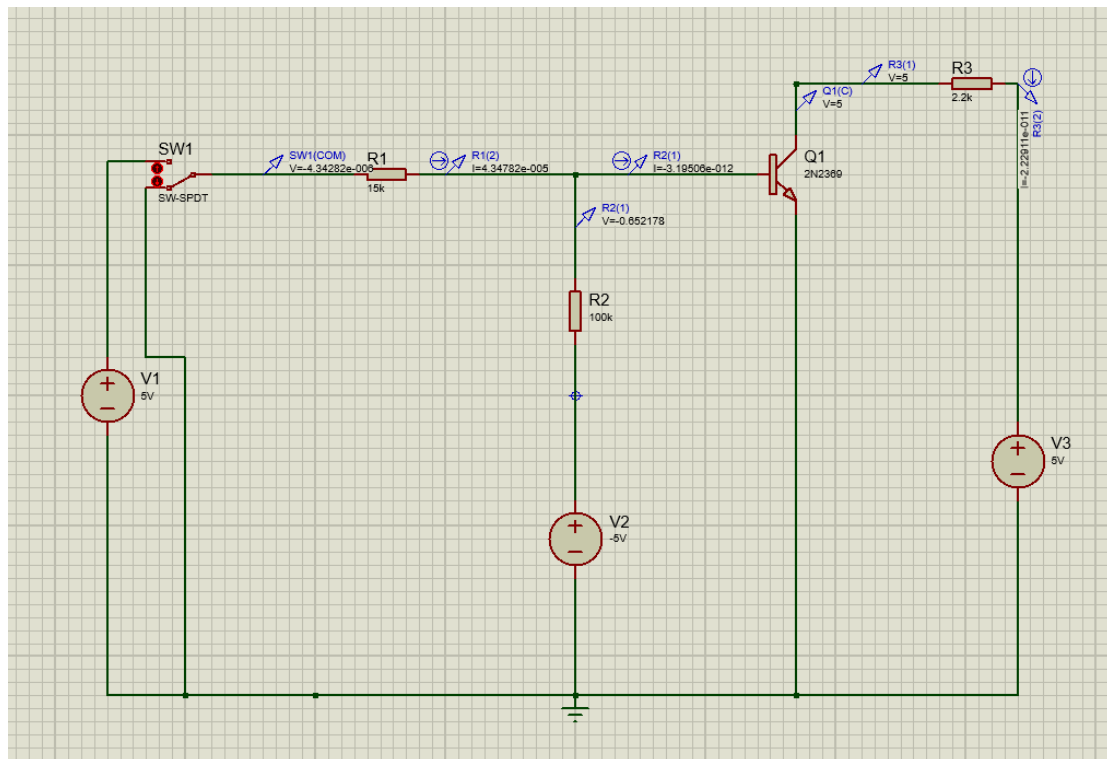 R3(1)
V=5
R3
2.2k
Q1(C)
V=5
R3(2)
I=-2.22911e-011
SW1
SW-SPDT
SW1(COM)
V=-4.34282e-006
R1
15k
R1(2)
I=4.34782e-005
R2(1)
I=-3.19506e-012
Q1
2N2369
R2(1)
V=-0.652178
R2
100k
V1
5V
V3
5V
V2
-5V